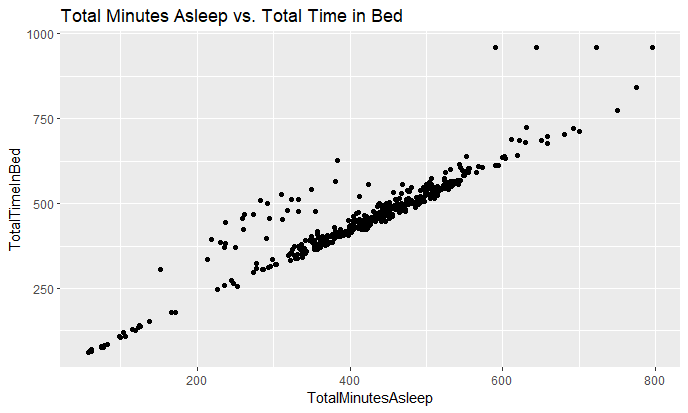 Total Minutes Asleep vs. Total Time in Bed
1000
750
500
250
TotalTimeInBed
200 400 600 800
TotalMinutesAsleep